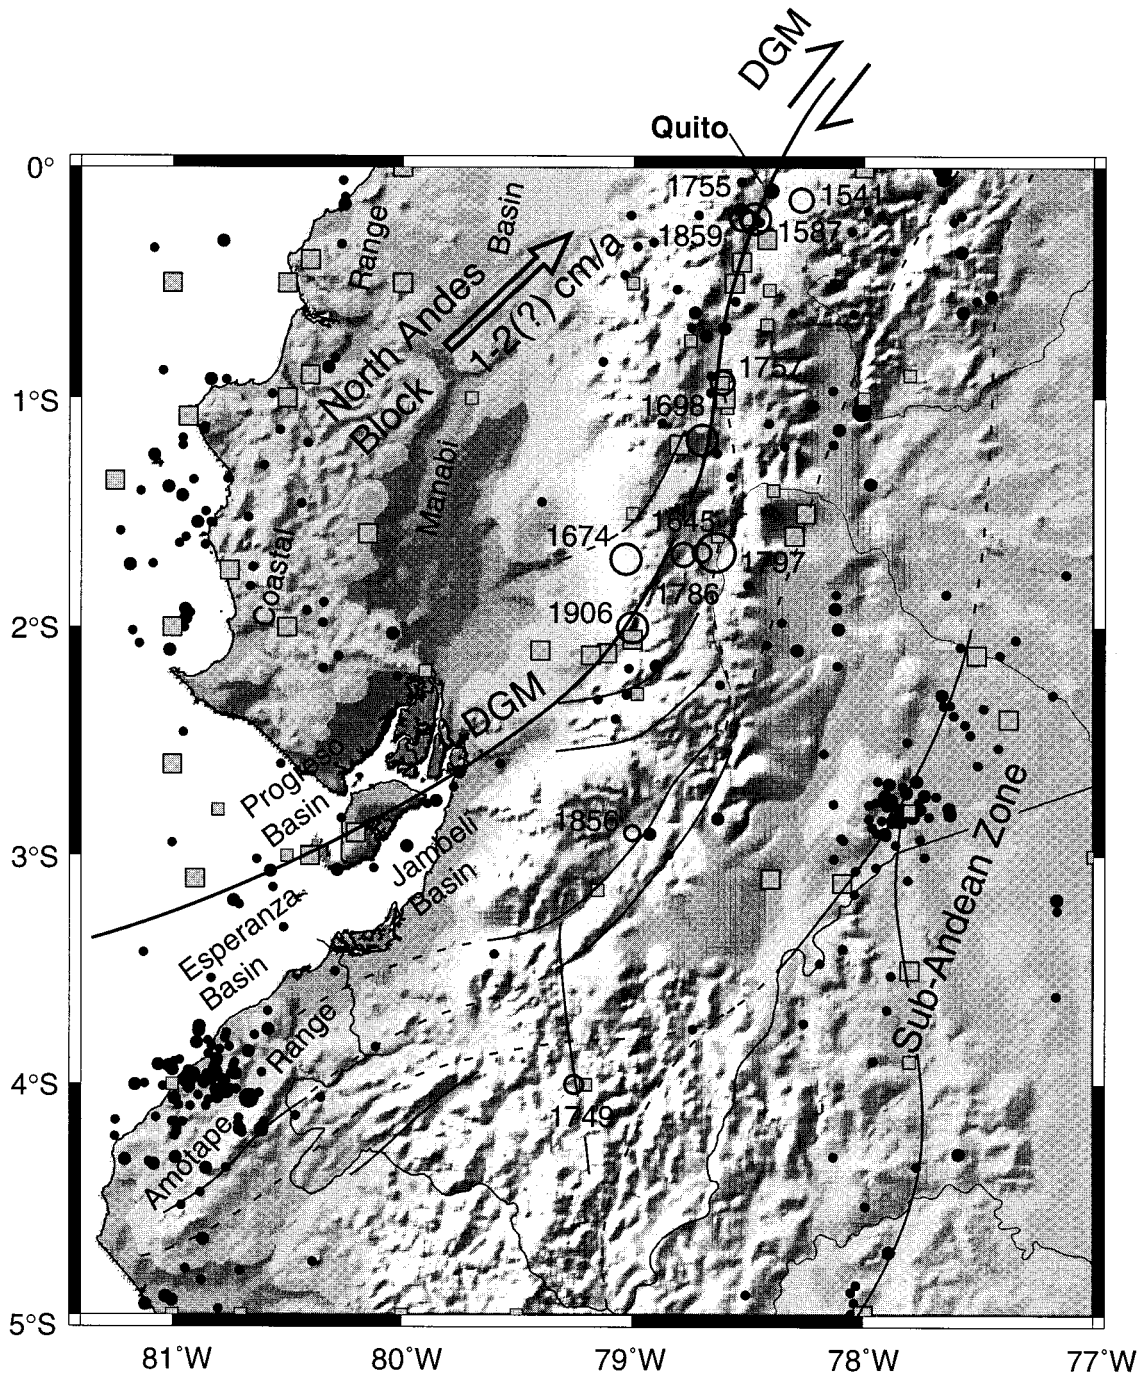 DGM
Quito
0°
1°S
2°S
3°S
4°S
5°S
81°W
80°W
79°W
78°W
77°W
1755
1541
1859
1587
Basin
Range
North Andes
Block
1-2(?) cm/a
1757
1698
Manabi
1645
1674
1797
1786
Coastal
1906
DGM
Progreso
Basin
1856
Jambeli
Basin
Esperanza
Basin
Sub-Andean Zone
Range
Amotape
1749